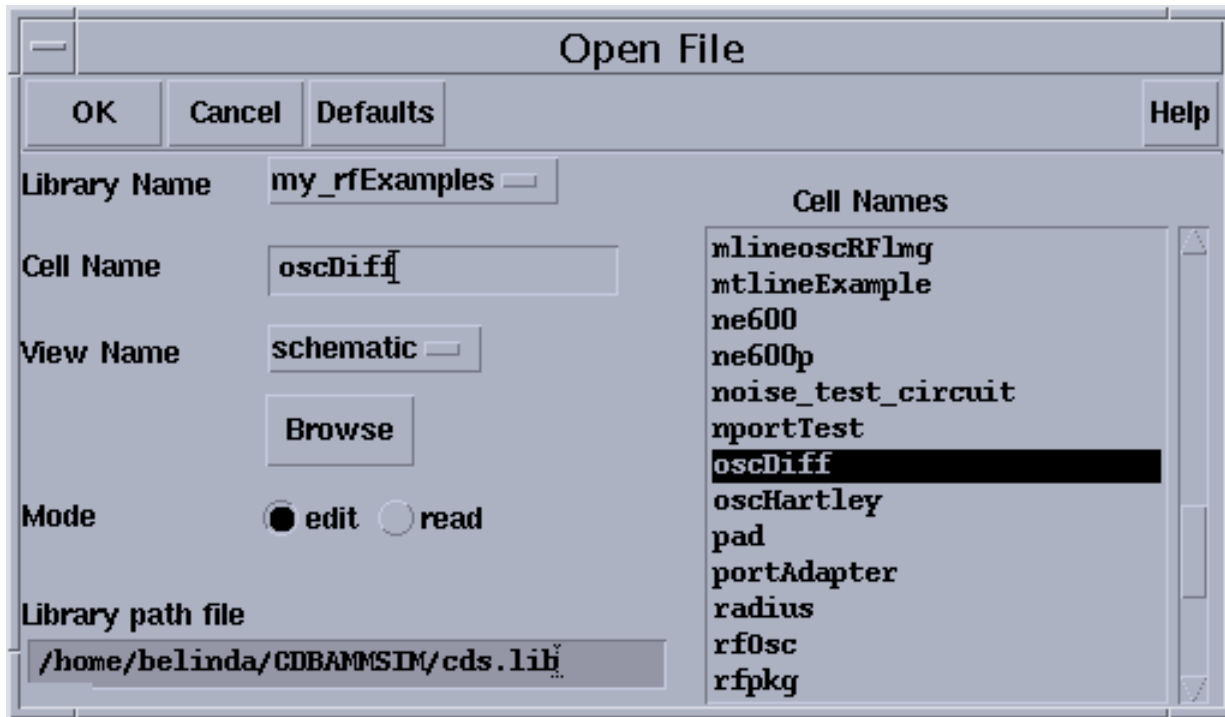 Open File
OK Cancel Defaults Help
Library Name my_rfExamples
Cell Name oscDiff
View Name schematic
Browse
Mode edit read
Library path file
/home/belinda/CDBAMMSIM/cds.lib
Cell Names
mlineoscRFlmg
mtlineExample
ne600
ne600p
noise_test_circuit
nportTest
oscDiff
oscHartley
pad
portAdapter
radius
rfOsc
rfpkg